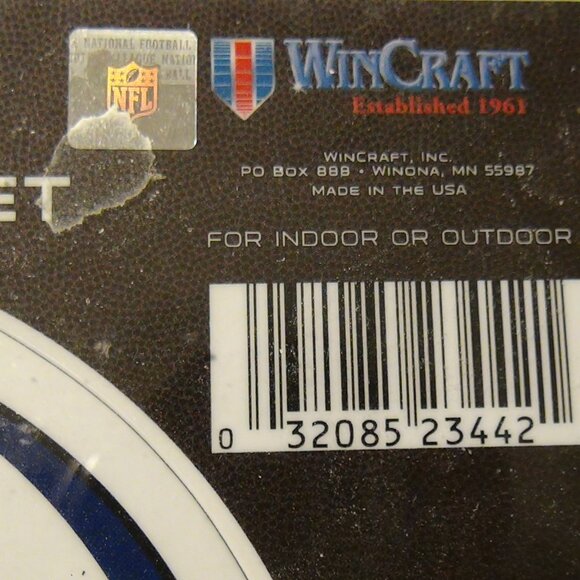 NATIONAL FOOTBALL
NFL
WINCRAFT
Established 1961
WINCRAFT, INC.
PO BOX 888 • WINONA, MN 55987
MADE IN THE USA
ET
FOR INDOOR OR OUTDOOR
0 32085 23442